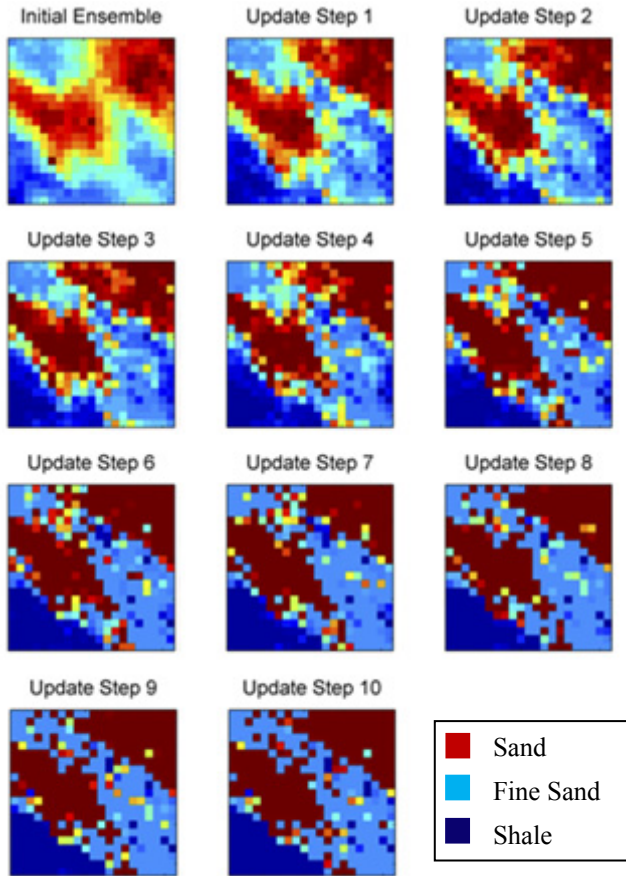 Initial Ensemble
Update Step 1
Update Step 2
Update Step 3
Update Step 4
Update Step 5
Update Step 6
Update Step 7
Update Step 8
Update Step 9
Update Step 10
Sand
Fine Sand
Shale